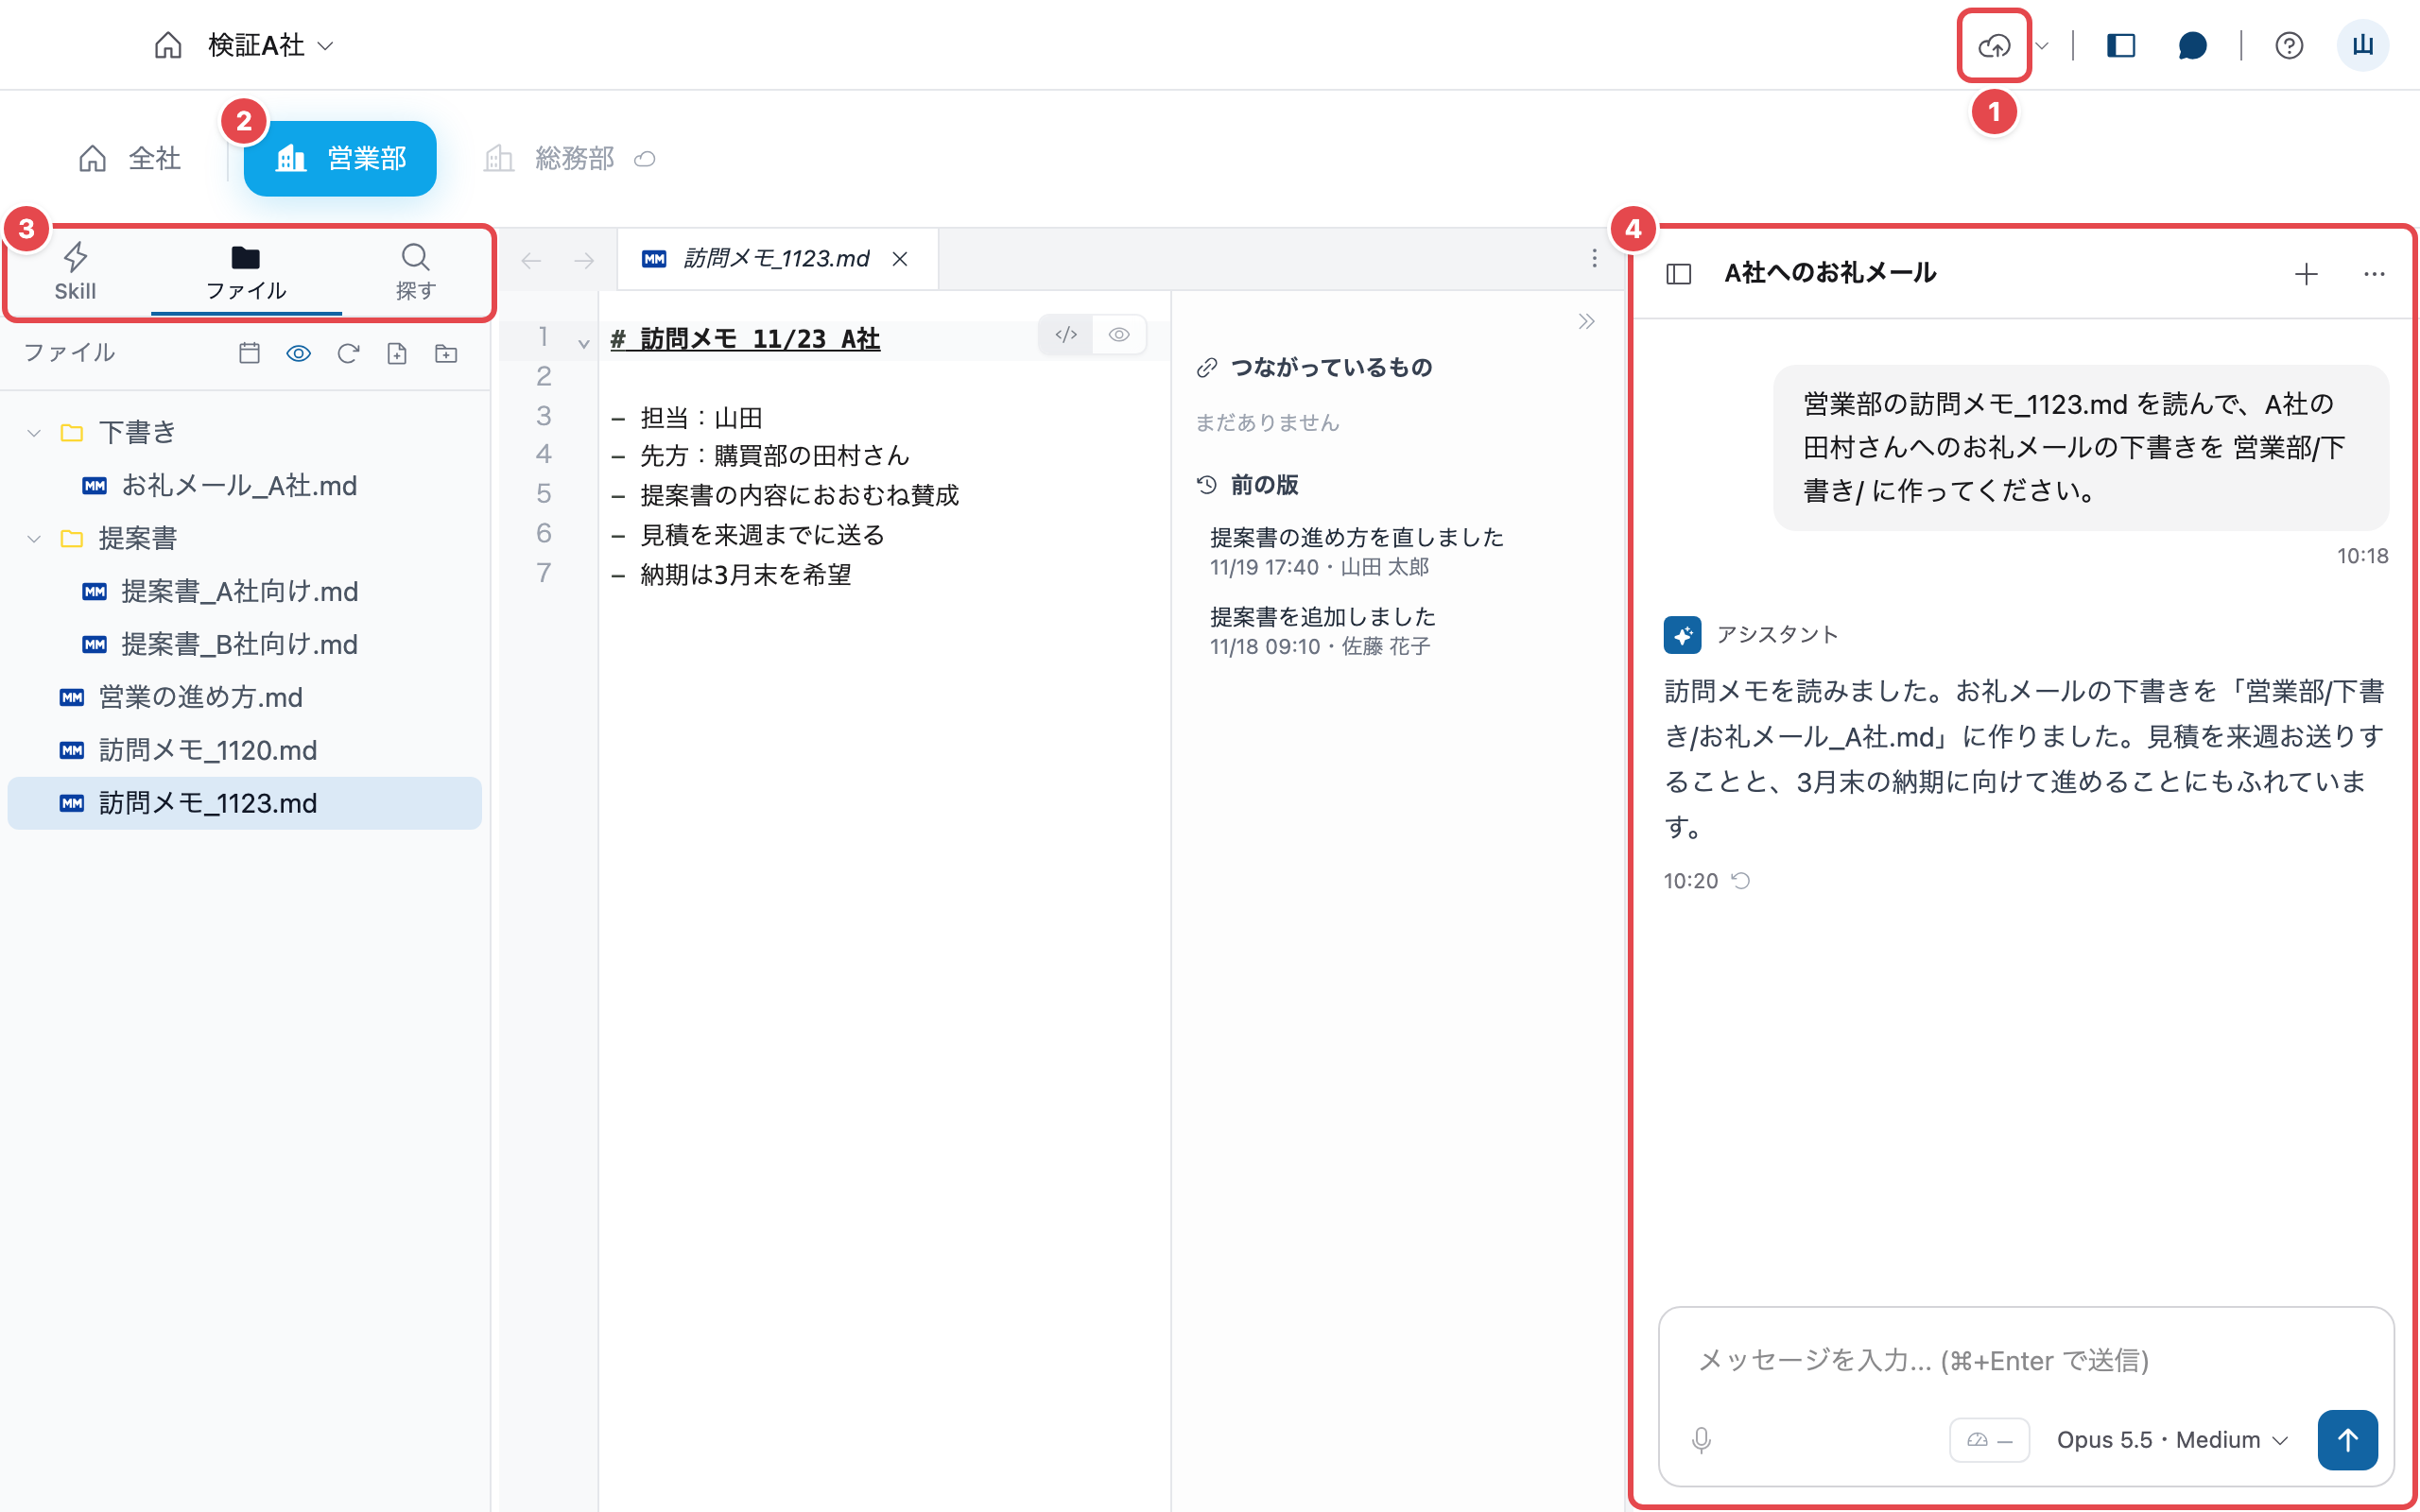 検証A社
山
1
2
全社
営業部
総務部
3
Skill
ファイル
探す
ファイル
下書き
お礼メール_A社.md
提案書
提案書_A社向け.md
提案書_B社向け.md
営業の進め方.md
訪問メモ_1120.md
訪問メモ_1123.md
訪問メモ_1123.md
1 # 訪問メモ 11/23 A社
2
3 - 担当：山田
4 - 先方：購買部の田村さん
5 - 提案書の内容におおむね賛成
6 - 見積を来週までに送る
7 - 納期は3月末を希望
つながっているもの
まだありません
前の版
提案書の進め方を直しました
11/19 17:40・山田 太郎
提案書を追加しました
11/18 09:10・佐藤 花子
4
A社へのお礼メール
営業部の訪問メモ_1123.md を読んで、A社の
田村さんへのお礼メールの下書きを 営業部/下
書き/ に作ってください。
10:18
アシスタント
訪問メモを読みました。お礼メールの下書きを「営業部/下書
き/お礼メール_A社.md」に作りました。見積を来週お送りす
ることと、3月末の納期に向けて進めることにもふれていま
す。
10:20
メッセージを入力... (⌘+Enter で送信)
Opus 5.5・Medium